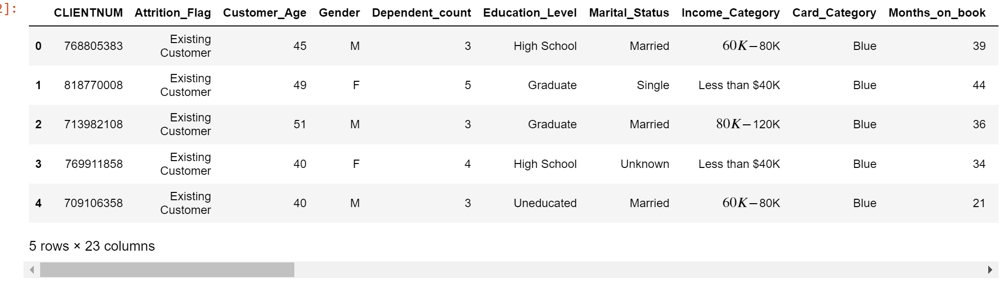 2]:
CLIENTNUM Attrition_Flag Customer_Age Gender Dependent_count Education_Level Marital_Status Income_Category Card_Category Months_on_book
0 768805383 Existing Customer 45 M 3 High School Married 60K−80K Blue 39
1 818770008 Existing Customer 49 F 5 Graduate Single Less than $40K Blue 44
2 713982108 Existing Customer 51 M 3 Graduate Married 80K−120K Blue 36
3 769911858 Existing Customer 40 F 4 High School Unknown Less than $40K Blue 34
4 709106358 Existing Customer 40 M 3 Uneducated Married 60K−80K Blue 21
5 rows × 23 columns